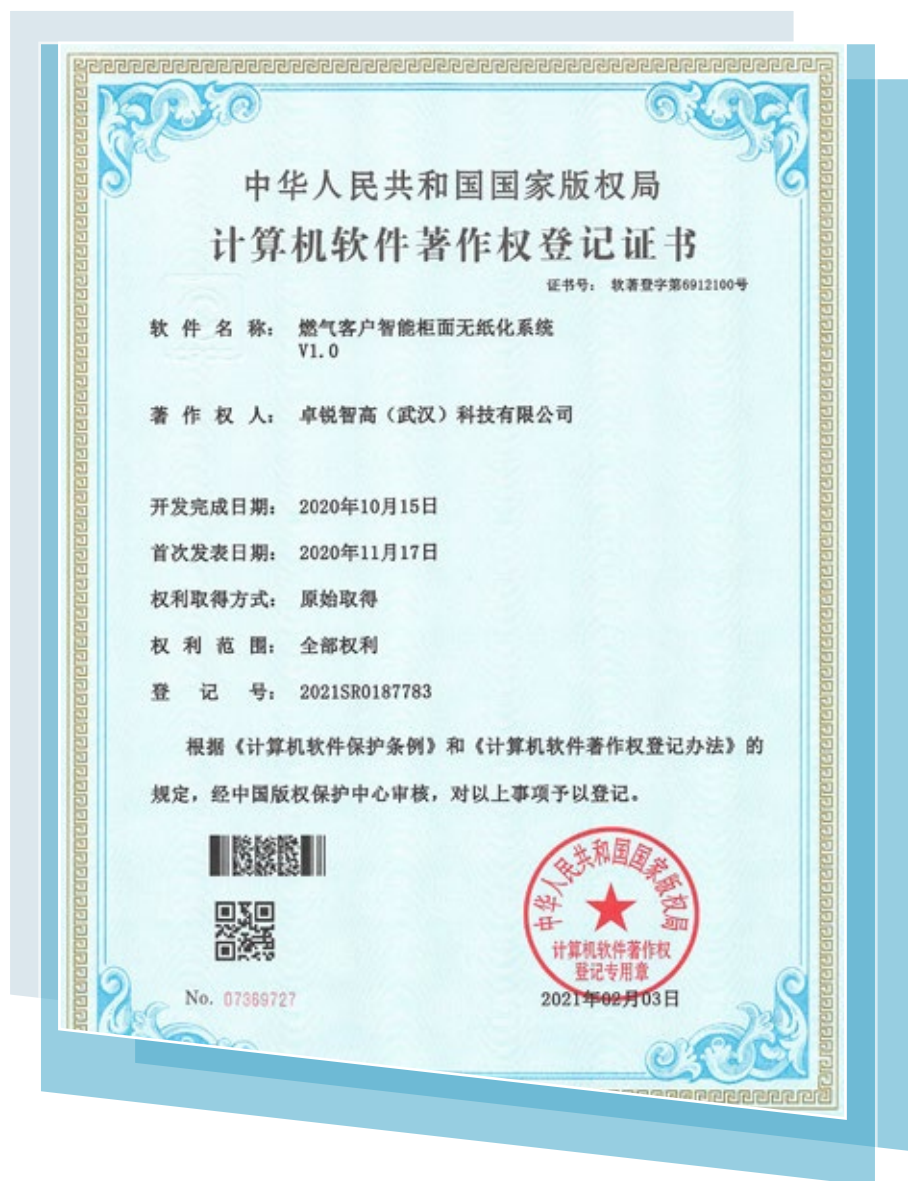 中华人民共和国国家版权局
计算机软件著作权登记证书
证书号： 软著登字第6912100号
软件名称： 燃气客户智能柜面无纸化系统
V1.0
著作权人： 卓锐智高（武汉）科技有限公司
开发完成日期： 2020年10月15日
首次发表日期： 2020年11月17日
权利取得方式： 原始取得
权利范围： 全部权利
登记号： 2021SR0187783
根据《计算机软件保护条例》和《计算机软件著作权登记办法》的
规定，经中国版权保护中心审核，对以上事项予以登记。
中华人民共和国国家版权局
计算机软件著作权
登记专用章
No. 07369727
2021年02月03日